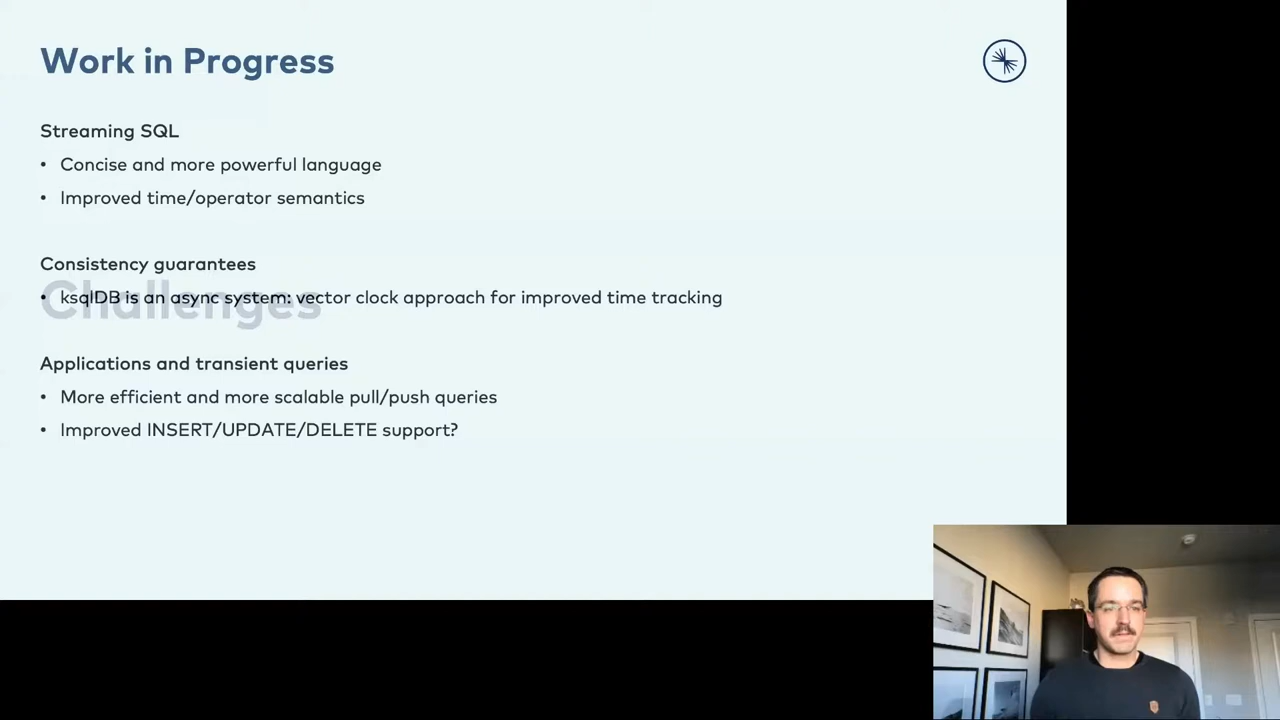 Work in Progress
Streaming SQL
• Concise and more powerful language
• Improved time/operator semantics
Consistency guarantees
• ksqlDB is an async system: vector clock approach for improved time tracking
Challenges
Applications and transient queries
• More efficient and more scalable pull/push queries
• Improved INSERT/UPDATE/DELETE support?